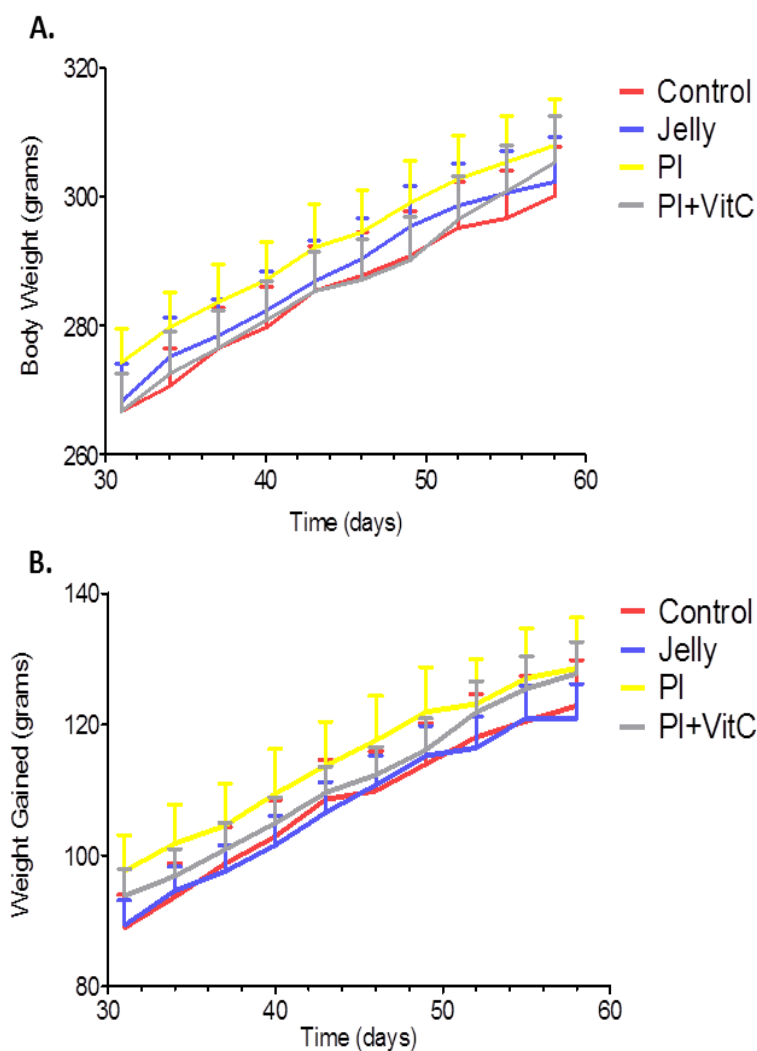 A.
320
300
280
260
Body Weight (grams)
30 40 50 60
Time (days)
Control
Jelly
PI
PI+VitC
B.
140
120
100
80
Weight Gained (grams)
30 40 50 60
Time (days)
Control
Jelly
PI
PI+VitC